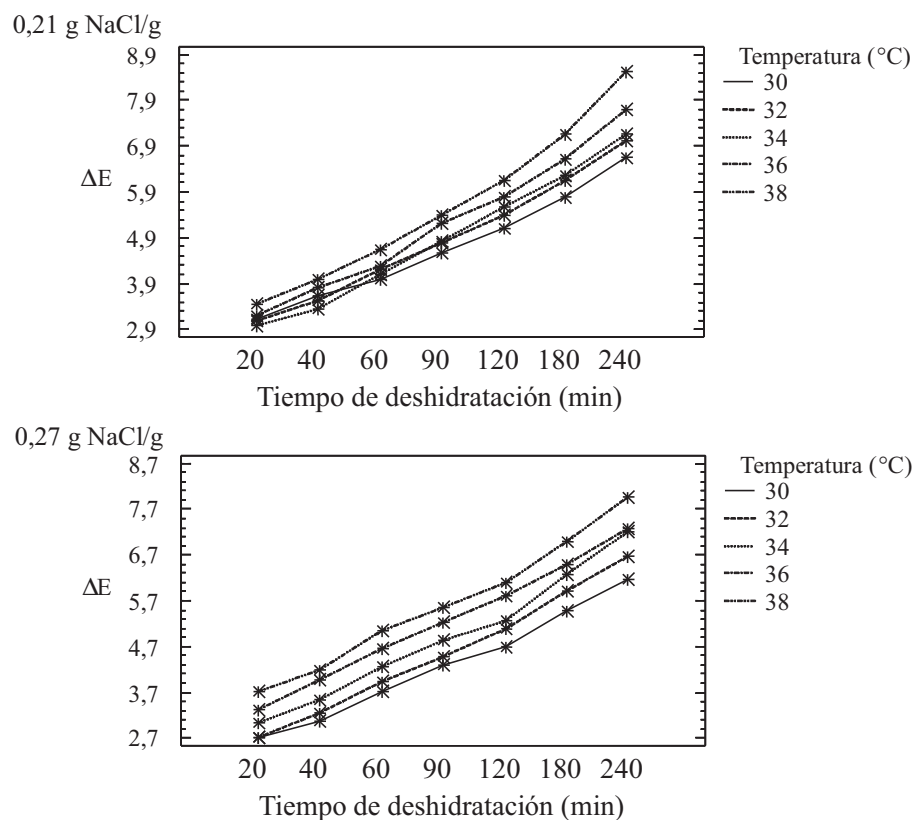 0,21 g NaCl/g
8,9
7,9
6,9
5,9
4,9
3,9
2,9
ΔE
20 40 60 90 120 180 240
Tiempo de deshidratación (min)
Temperatura (°C)
30
32
34
36
38
0,27 g NaCl/g
8,7
7,7
6,7
5,7
4,7
3,7
2,7
ΔE
20 40 60 90 120 180 240
Tiempo de deshidratación (min)
Temperatura (°C)
30
32
34
36
38